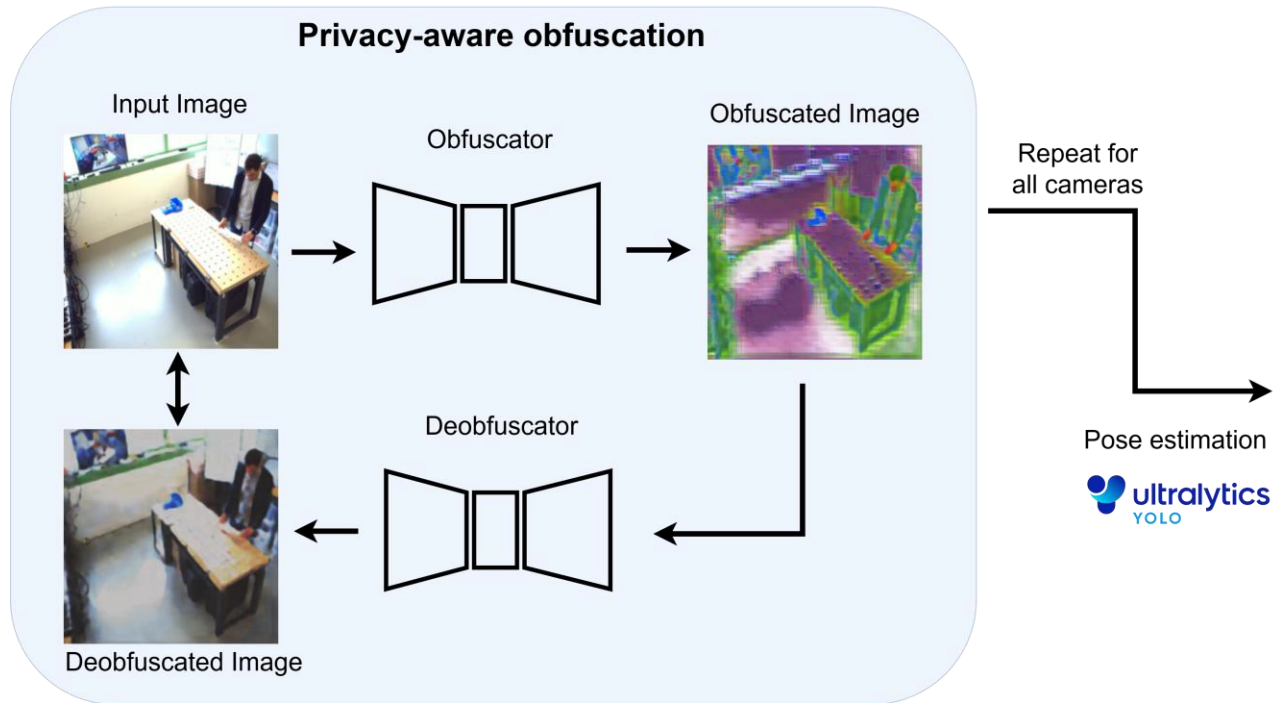 Privacy-aware obfuscation
Input Image
Obfuscator
Obfuscated Image
Repeat for
all cameras
Deobfuscator
Pose estimation
ultralytics
YOLO
Deobfuscated Image